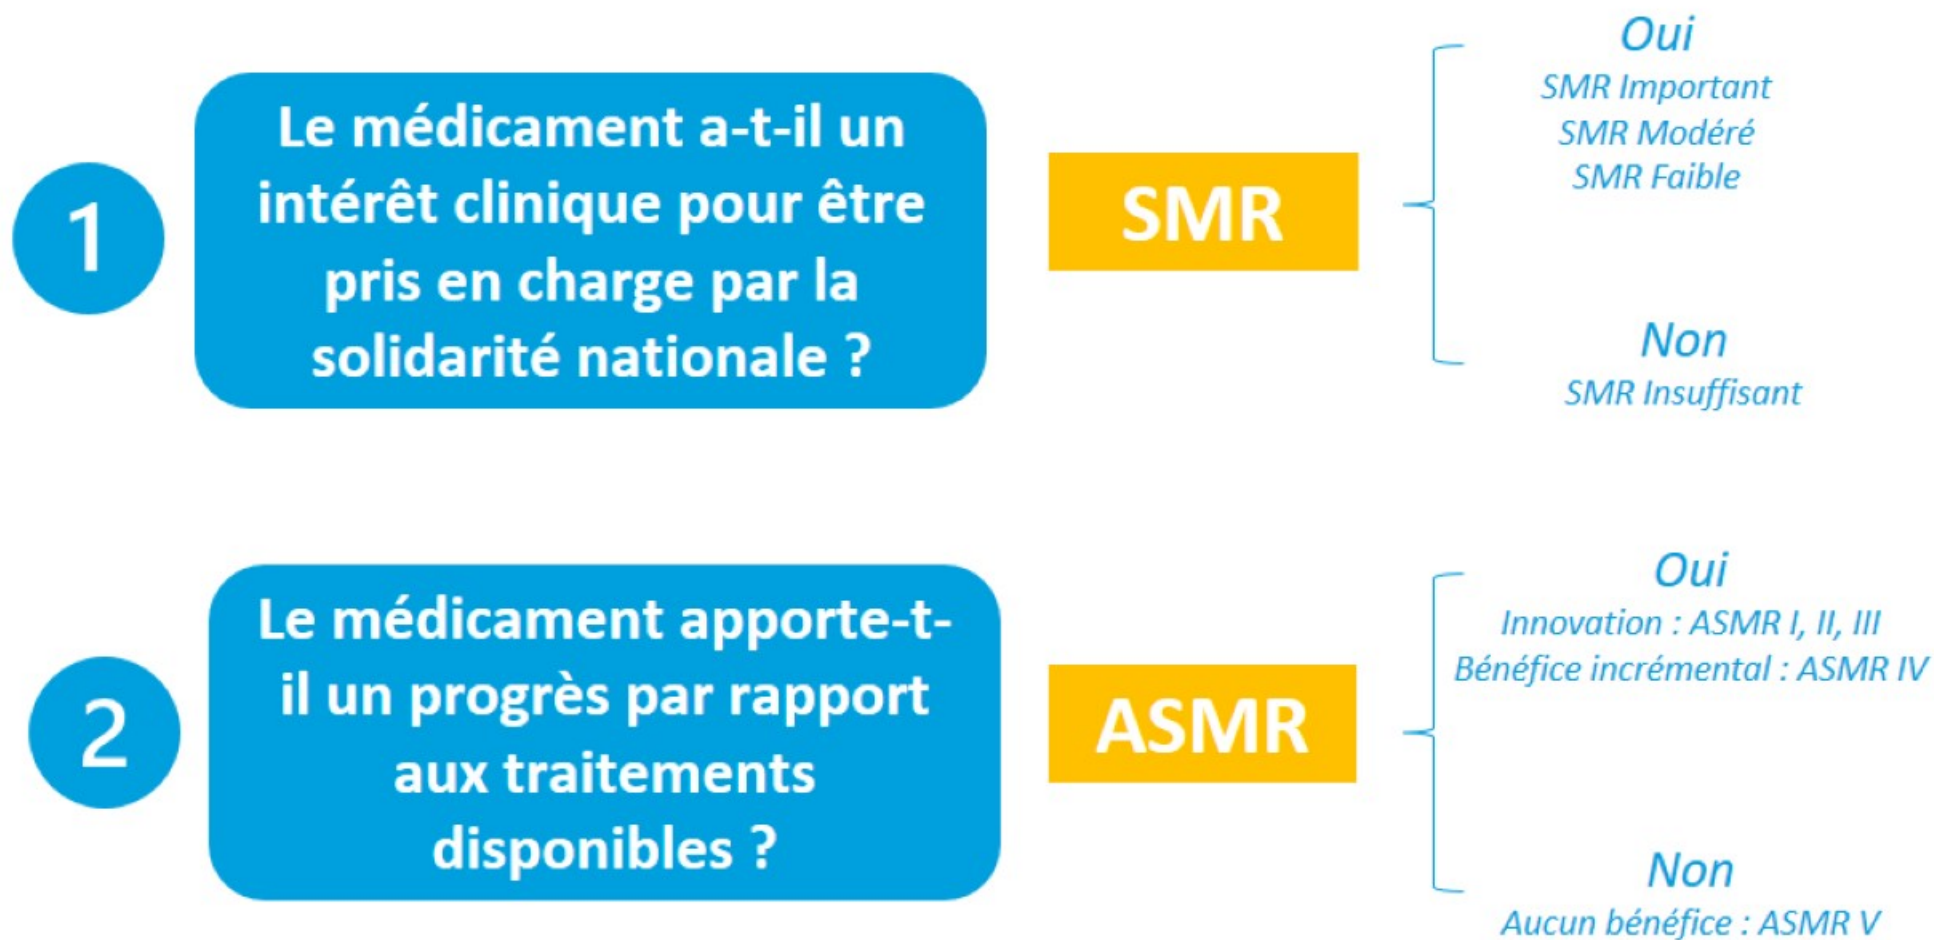 1
Le médicament a-t-il un
intérêt clinique pour être
pris en charge par la
solidarité nationale ?
SMR
Oui
SMR Important
SMR Modéré
SMR Faible
Non
SMR Insuffisant
2
Le médicament apporte-t-
il un progrès par rapport
aux traitements
disponibles ?
ASMR
Oui
Innovation : ASMR I, II, III
Bénéfice incrémental : ASMR IV
Non
Aucun bénéfice : ASMR V